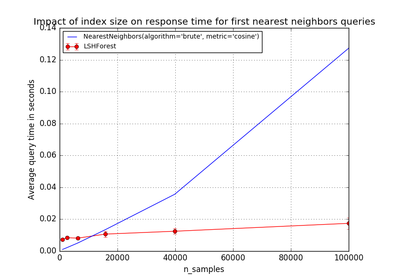 Impact of index size on response time for first nearest neighbors queries
0.14
NearestNeighbors(algorithm='brute', metric='cosine')
LSHForest
0.12
0.10
0.08
0.06
0.04
0.02
0.00
Average query time in seconds
0
20000
40000
60000
80000
100000
n_samples